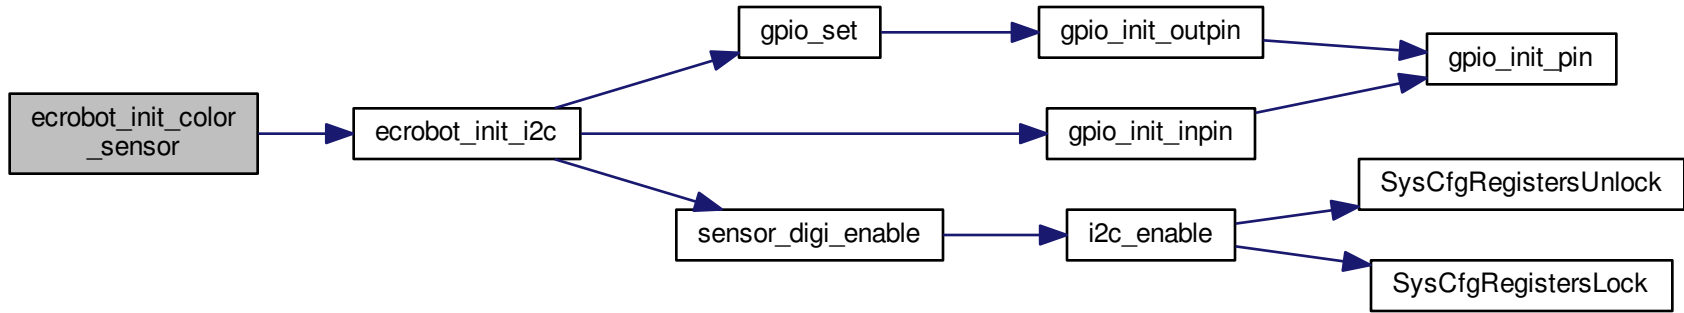 ecrobot_init_color
_sensor
ecrobot_init_i2c
gpio_set
gpio_init_outpin
gpio_init_pin
gpio_init_inpin
sensor_digi_enable
i2c_enable
SysCfgRegistersUnlock
SysCfgRegistersLock